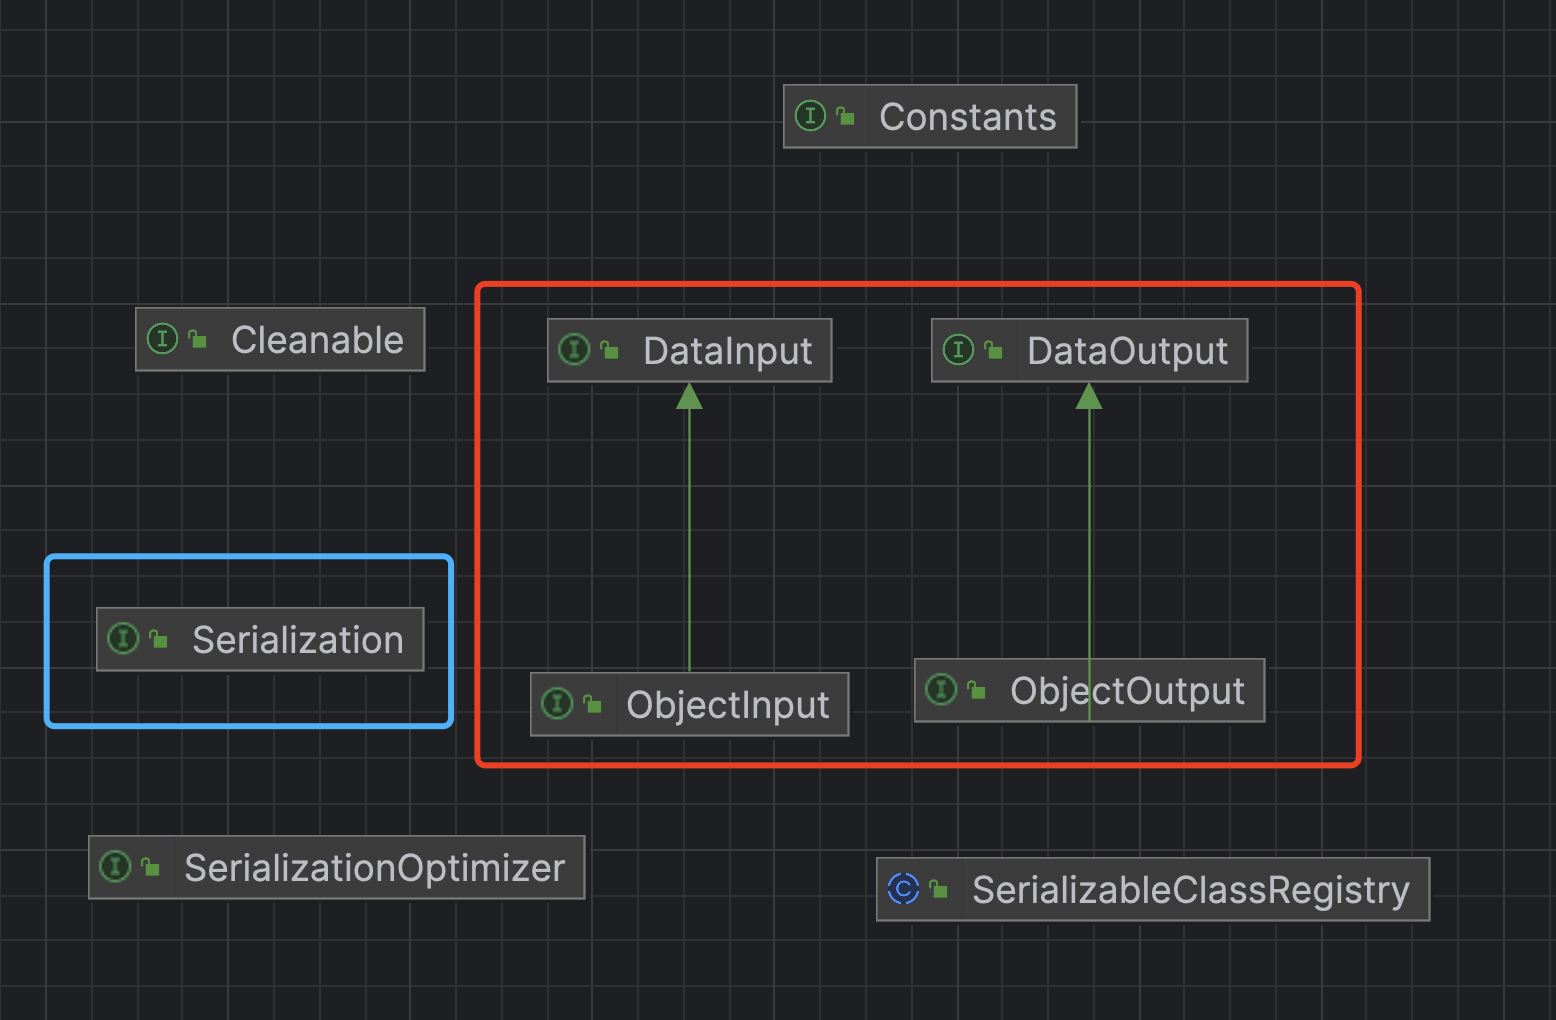 Constants
Cleanable
DataInput
DataOutput
Serialization
ObjectInput
ObjectOutput
SerializationOptimizer
SerializableClassRegistry